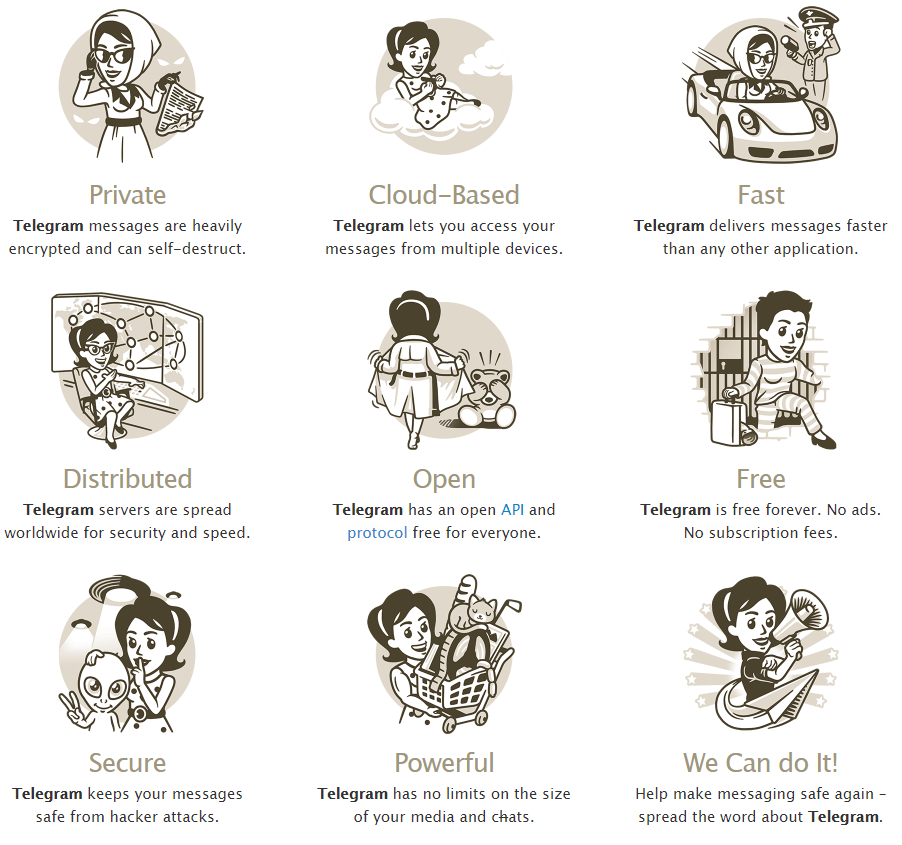 Private
Telegram messages are heavily
encrypted and can self-destruct.
Cloud-Based
Telegram lets you access your
messages from multiple devices.
Fast
Telegram delivers messages faster
than any other application.
Distributed
Telegram servers are spread
worldwide for security and speed.
Open
Telegram has an open API and
protocol free for everyone.
Free
Telegram is free forever. No ads.
No subscription fees.
Secure
Telegram keeps your messages
safe from hacker attacks.
Powerful
Telegram has no limits on the size
of your media and chats.
We Can do It!
Help make messaging safe again –
spread the word about Telegram.